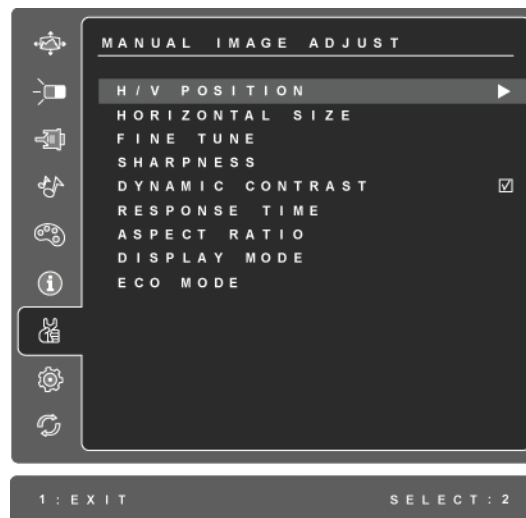 MANUAL IMAGE ADJUST
H/V POSITION
HORIZONTAL SIZE
FINE TUNE
SHARPNESS
DYNAMIC CONTRAST
RESPONSE TIME
ASPECT RATIO
DISPLAY MODE
ECO MODE
1:EXIT SELECT:2